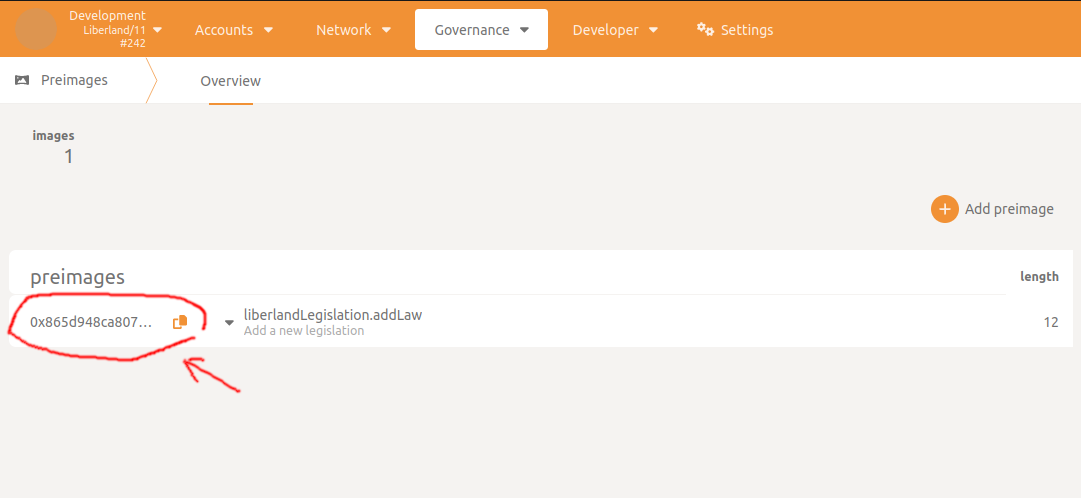 Development
Liberland/11
#242
Accounts
Network
Governance
Developer
Settings
Preimages
Overview
images
1
Add preimage
preimages
length
0x865d948ca807...
liberlandLegislation.addLaw
Add a new legislation
12